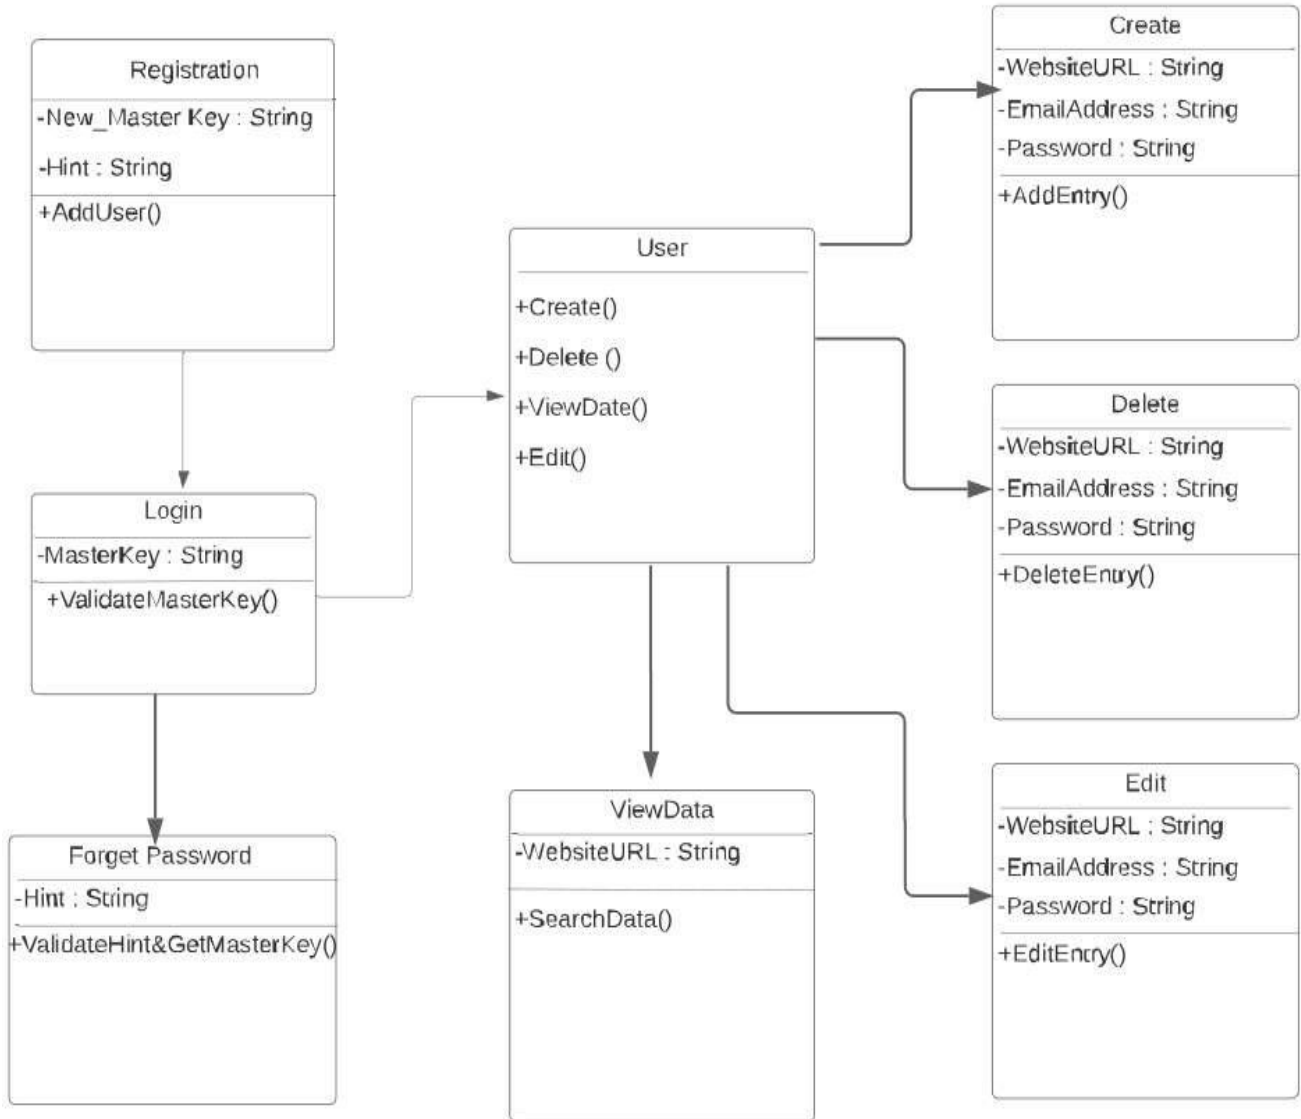 Registration
-New_Master Key : String
-Hint : String
+AddUser()
Login
-MasterKey : String
+ValidateMasterKey()
Forget Password
-Hint : String
+ValidateHint&GetMasterKey()
User
+Create()
+Delete ()
+ViewDate()
+Edit()
ViewData
-WebsiteURL : String
+SearchData()
Create
-WebsiteURL : String
-EmailAddress : String
-Password : String
+AddEntry()
Delete
-WebsiteURL : String
-EmailAddress : String
-Password : String
+DeleteEntry()
Edit
-WebsiteURL : String
-EmailAddress : String
-Password : String
+EditEntry()